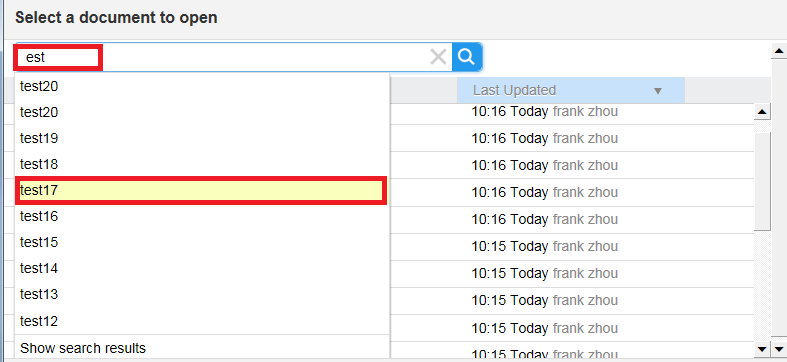 Select a document to open
est
Last Updated
test20
10:16 Today frank zhou
test20
10:16 Today frank zhou
test19
10:16 Today frank zhou
test18
10:16 Today frank zhou
test17
10:16 Today frank zhou
test16
10:15 Today frank zhou
test15
10:15 Today frank zhou
test14
10:15 Today frank zhou
test13
10:15 Today frank zhou
test12
10:15 Today frank zhou
Show search results